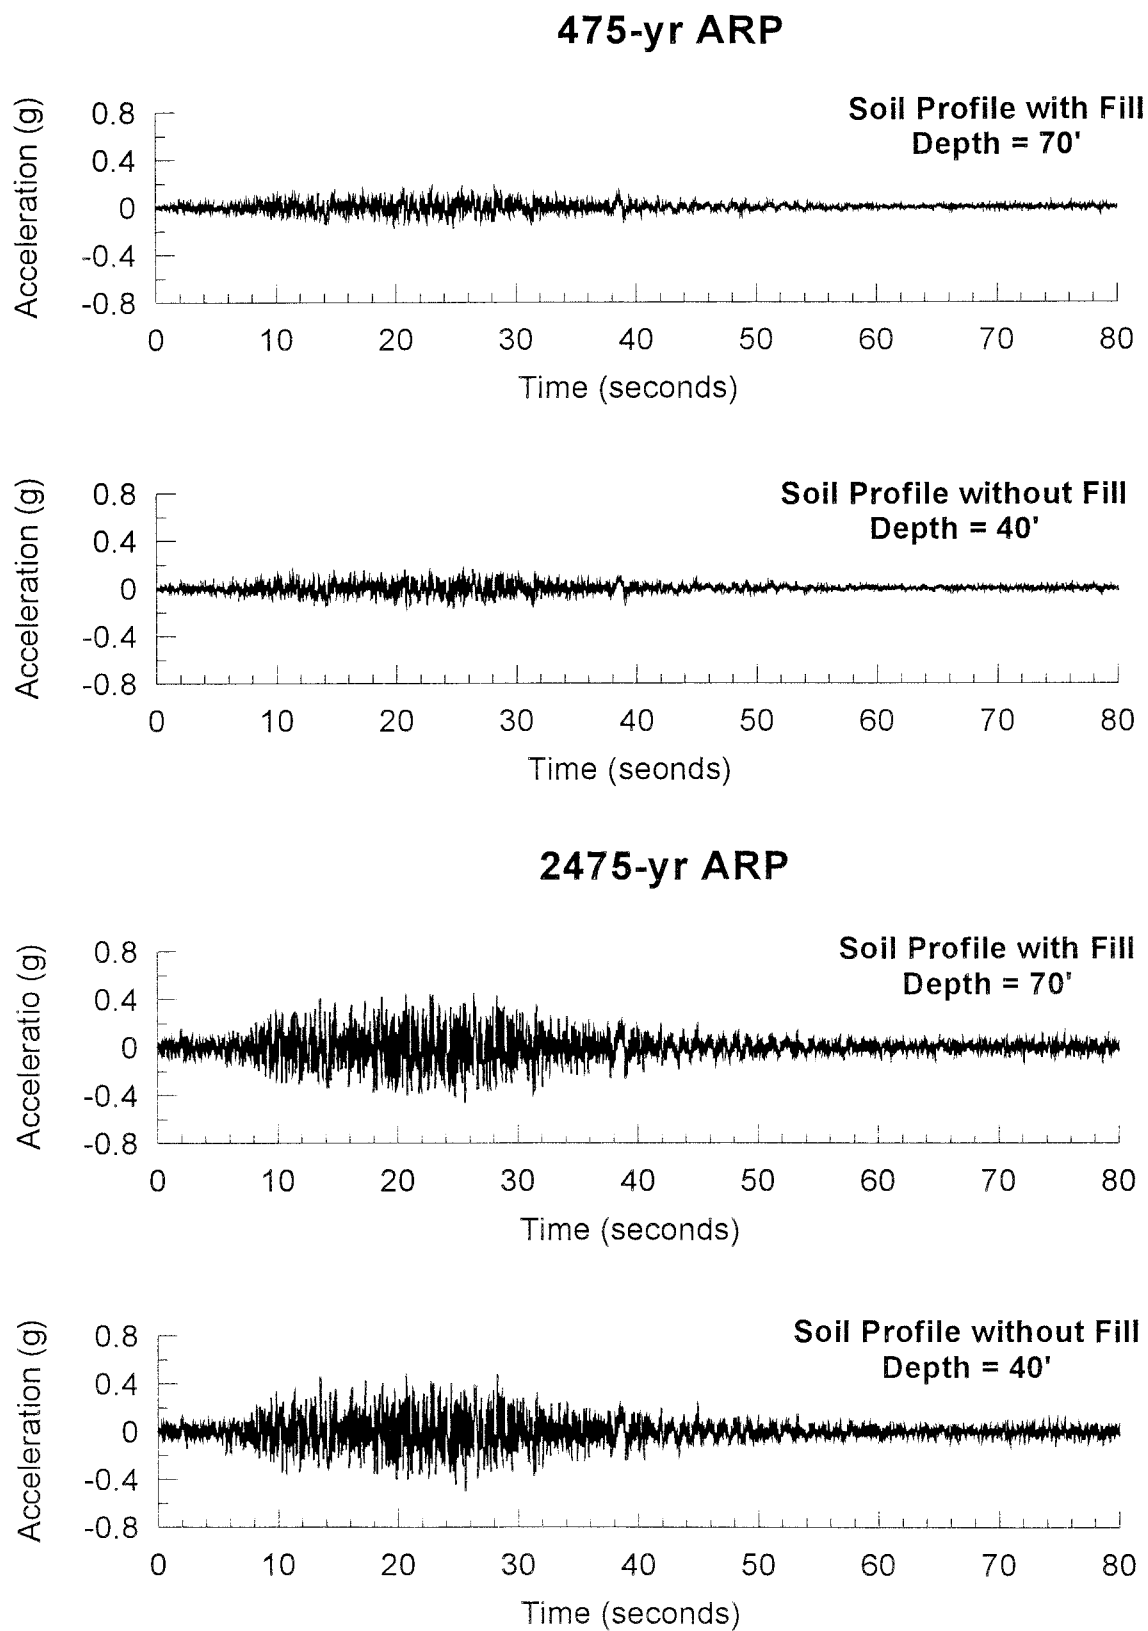 475-yr ARP
Soil Profile with Fill
Depth = 70'
Acceleration (g)
0.8
0.4
0
-0.4
-0.8
0 10 20 30 40 50 60 70 80
Time (seconds)
Soil Profile without Fill
Depth = 40'
Acceleration (g)
0.8
0.4
0
-0.4
-0.8
0 10 20 30 40 50 60 70 80
Time (seonds)
2475-yr ARP
Soil Profile with Fill
Depth = 70'
Acceleratio (g)
0.8
0.4
0
-0.4
-0.8
0 10 20 30 40 50 60 70 80
Time (seconds)
Soil Profile without Fill
Depth = 40'
Acceleration (g)
0.8
0.4
0
-0.4
-0.8
0 10 20 30 40 50 60 70 80
Time (seconds)